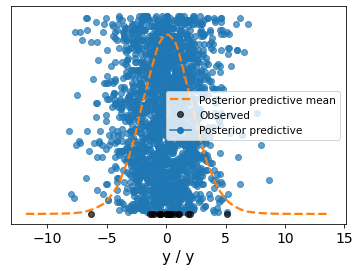 Posterior predictive mean
Observed
Posterior predictive
−10 −5 0 5 10 15
y / y